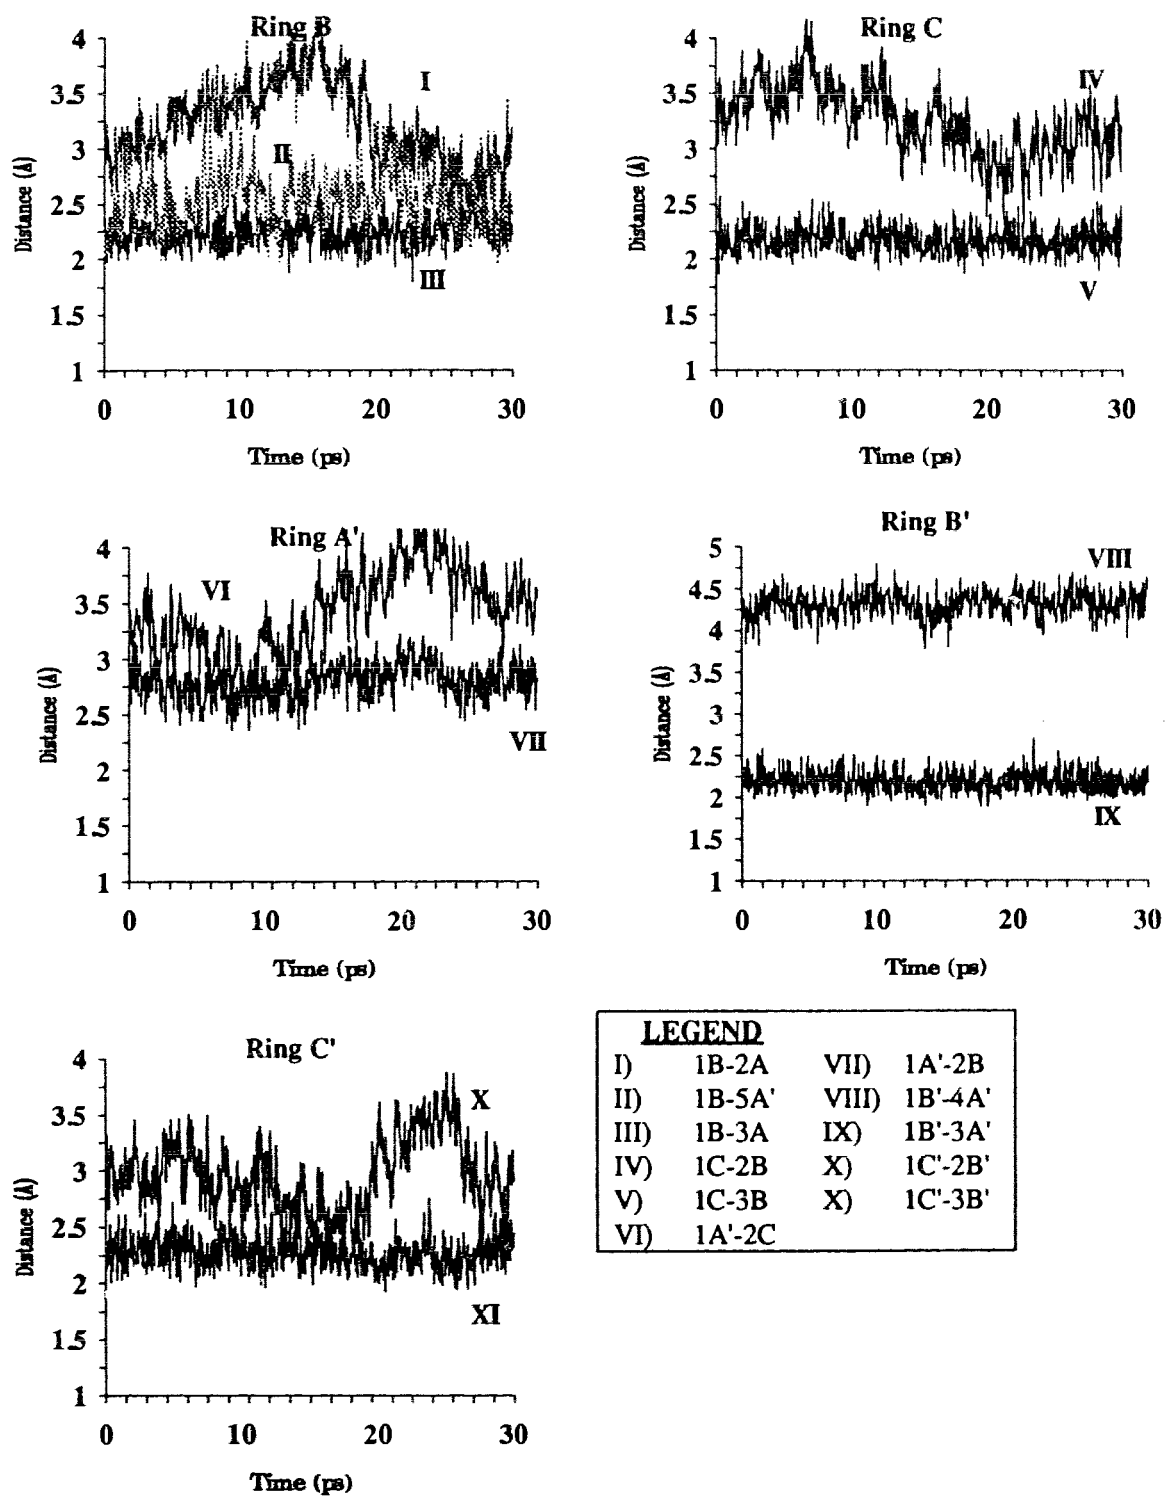 Ring B
4
3.5
3
2.5
2
1.5
1
Distance (Å)
I
II
III
0 10 20 30
Time (ps)
Ring C
4
3.5
3
2.5
2
1.5
1
Distance (Å)
IV
V
0 10 20 30
Time (ps)
Ring A'
4
3.5
3
2.5
2
1.5
1
Distance (Å)
VI
VII
0 10 20 30
Time (ps)
Ring B'
5
4.5
4
3.5
3
2.5
2
1.5
1
Distance (Å)
VIII
IX
0 10 20 30
Time (ps)
Ring C'
4
3.5
3
2.5
2
1.5
1
Distance (Å)
X
XI
0 10 20 30
Time (ps)
LEGEND
I) 1B-2A VII) 1A'-2B
II) 1B-5A' VIII) 1B'-4A'
III) 1B-3A IX) 1B'-3A'
IV) 1C-2B X) 1C'-2B'
V) 1C-3B X) 1C'-3B'
VI) 1A'-2C